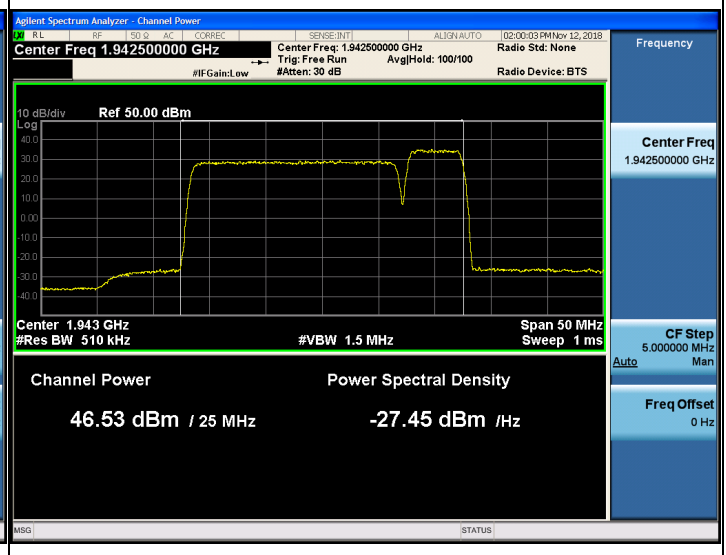 Agilent Spectrum Analyzer - Channel Power
LXI RL RF 50 Ω AC CORREC SENSE:INT ALIGN AUTO 02:00:03 PM Nov 12, 2018
Center Freq 1.942500000 GHz
Center Freq: 1.942500000 GHz
Radio Std: None
Trig: Free Run Avg|Hold: 100/100
#IFGain:Low
#Atten: 30 dB
Radio Device: BTS
10 dB/div Ref 50.00 dBm
Log
40.0
30.0
20.0
10.0
0.00
-10.0
-20.0
-30.0
-40.0
Center 1.943 GHz
Span 50 MHz
#Res BW 510 kHz
#VBW 1.5 MHz
Sweep 1 ms
Channel Power
Power Spectral Density
46.53 dBm / 25 MHz
-27.45 dBm /Hz
MSG
STATUS
Frequency
Center Freq
1.942500000 GHz
CF Step
5.000000 MHz
Auto Man
Freq Offset
0 Hz